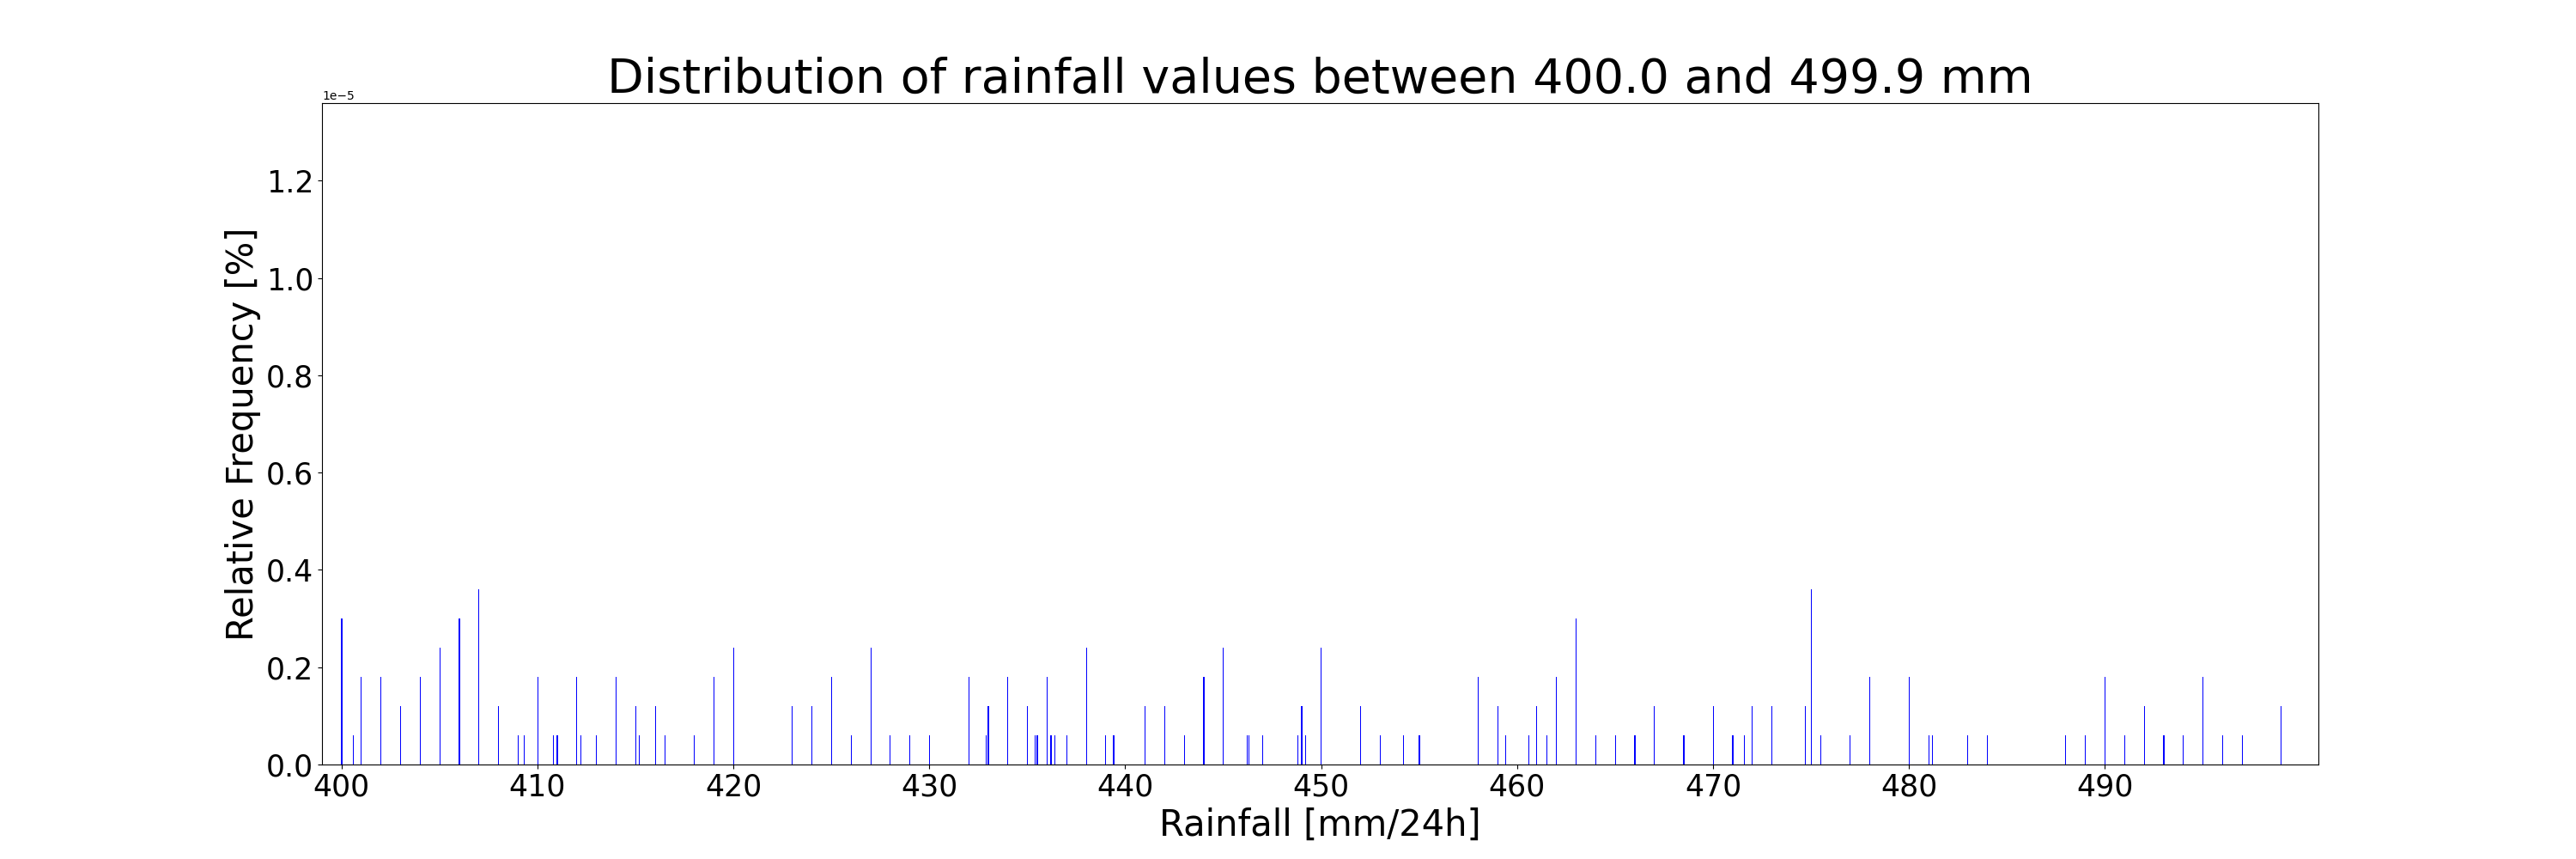 Distribution of rainfall values between 400.0 and 499.9 mm
1e−5
1.2
1.0
0.8
0.6
0.4
0.2
0.0
Relative Frequency [%]
400 410 420 430 440 450 460 470 480 490
Rainfall [mm/24h]